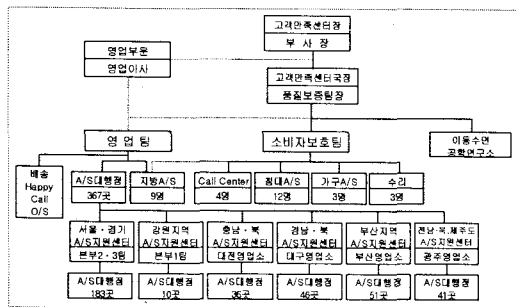 고객만족센터장
부 사 장
영업부문
영업이사
고객만족센터국장
품질보증팀장
영 업 팀
소비자보호팀
이동수면
공학연구소
배송
Happy
Call
O/S
A/S대행점
367곳
지방A/S
9명
Call Center
4명
침대A/S
12명
가구A/S
3명
수리
3명
서울·경기
A/S지원센터
본부2·3팀
강원지역
A/S지원센터
본부1팀
충남·북
A/S지원센터
대전영업소
경남·북
A/S지원센터
대구영업소
부산지역
A/S지원센터
부산영업소
전남·북,제주도
A/S지원센터
광주영업소
A/S대행점
183곳
A/S대행점
10곳
A/S대행점
36곳
A/S대행점
46곳
A/S대행점
51곳
A/S대행점
41곳